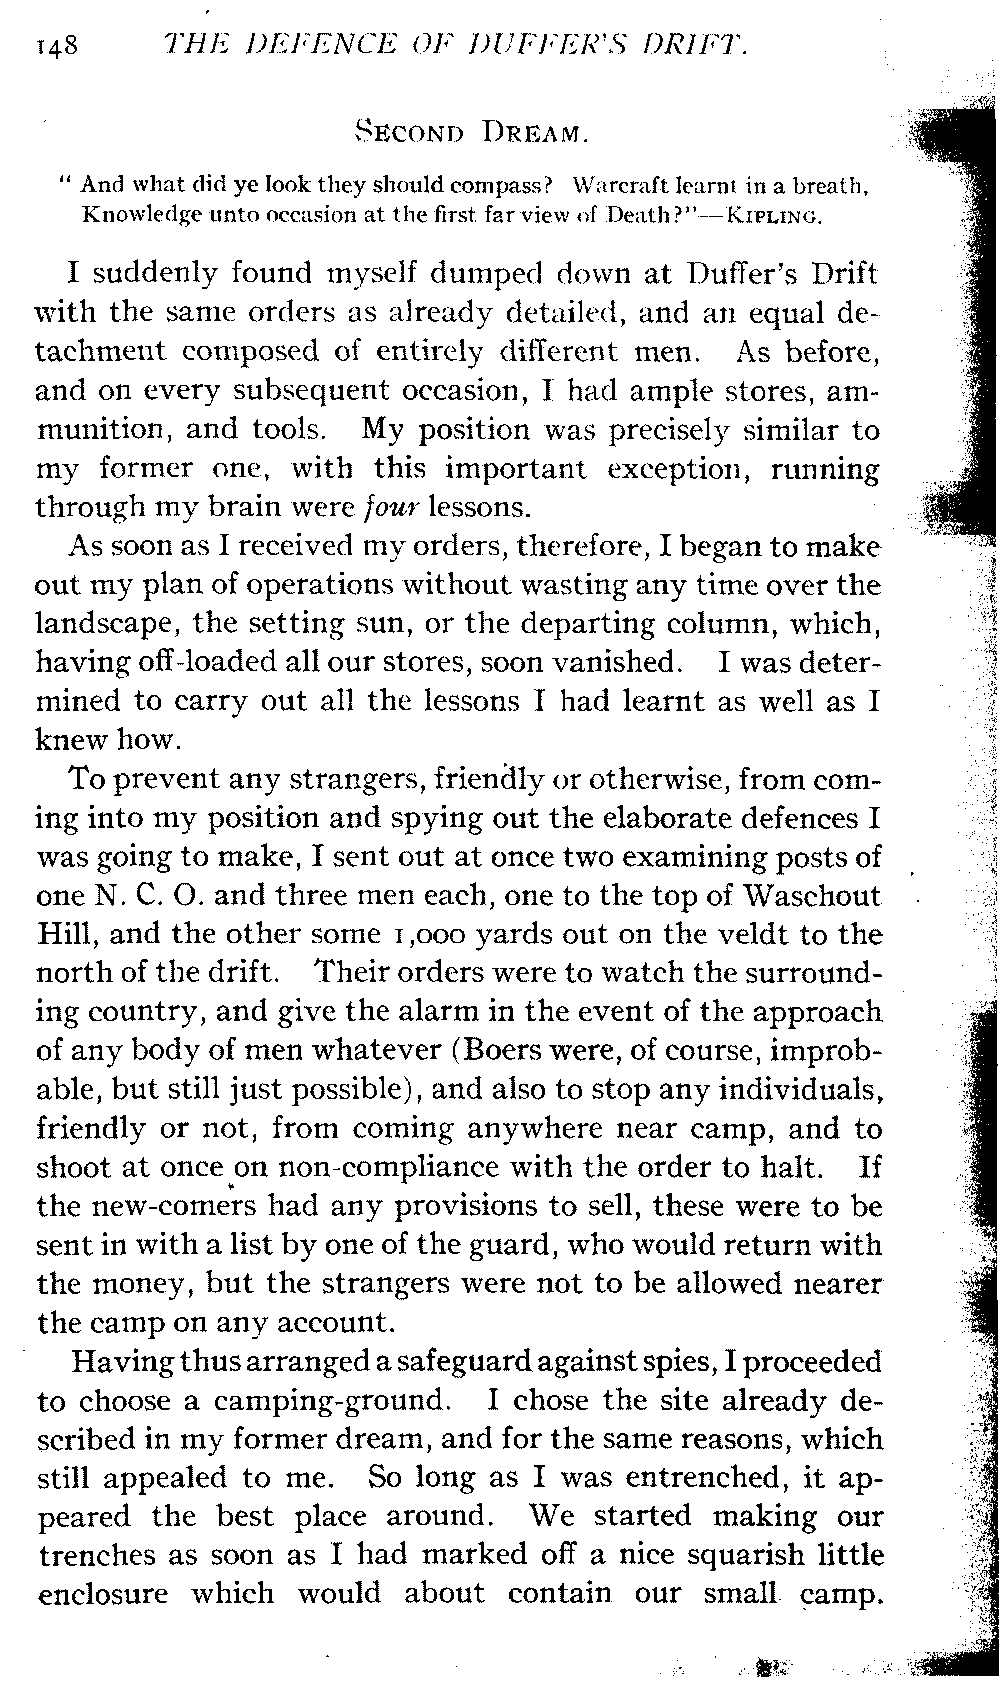 148 THE DEFENCE OF DUFFER'S DRIFT.
SECOND DREAM.
" And what did ye look they should compass? Warcraft learnt in a breath,
Knowledge unto occasion at the first far view of Death?"—KIPLING.
I suddenly found myself dumped down at Duffer's Drift
with the same orders as already detailed, and an equal de-
tachment composed of entirely different men. As before,
and on every subsequent occasion, I had ample stores, am-
munition, and tools. My position was precisely similar to
my former one, with this important exception, running
through my brain were four lessons.
As soon as I received my orders, therefore, I began to make
out my plan of operations without wasting any time over the
landscape, the setting sun, or the departing column, which,
having off-loaded all our stores, soon vanished. I was deter-
mined to carry out all the lessons I had learnt as well as I
knew how.
To prevent any strangers, friendly or otherwise, from com-
ing into my position and spying out the elaborate defences I
was going to make, I sent out at once two examining posts of
one N. C. O. and three men each, one to the top of Waschout
Hill, and the other some 1,000 yards out on the veldt to the
north of the drift. Their orders were to watch the surround-
ing country, and give the alarm in the event of the approach
of any body of men whatever (Boers were, of course, improb-
able, but still just possible), and also to stop any individuals,
friendly or not, from coming anywhere near camp, and to
shoot at once on non-compliance with the order to halt. If
the new-comers had any provisions to sell, these were to be
sent in with a list by one of the guard, who would return with
the money, but the strangers were not to be allowed nearer
the camp on any account.
Having thus arranged a safeguard against spies, I proceeded
to choose a camping-ground. I chose the site already de-
scribed in my former dream, and for the same reasons, which
still appealed to me. So long as I was entrenched, it ap-
peared the best place around. We started making our
trenches as soon as I had marked off a nice squarish little
enclosure which would about contain our small camp.